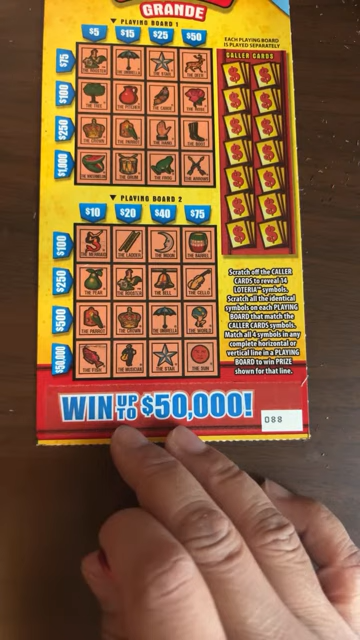 GRANDE
▼ PLAYING BOARD 1
$5 $15 $25 $50
EACH PLAYING BOARD
IS PLAYED SEPARATELY
CALLER CARDS
$75
THE ROOSTER THE UMBRELLA THE STAR THE DEER
$100
THE TREE THE PITCHER THE CARDINAL THE ROSE
$250
THE CROWN THE PARROT THE HAND THE BOOT
$1,000
THE WATERMELON THE DRUM THE FROG THE ARROWS
▼ PLAYING BOARD 2
$10 $20 $40 $75
$100
THE MERMAID THE LADDER THE MOON THE BARREL
$250
THE PEAR THE ROOSTER THE BELL THE CELLO
$500
THE PARROT THE CROWN THE UMBRELLA THE WORLD
$50,000
THE FISH THE MUSICIAN THE STAR THE SUN
Scratch off the CALLER
CARDS to reveal 14
LOTERIA™ symbols.
Scratch all the identical
symbols on each PLAYING
BOARD that match the
CALLER CARDS symbols.
Match all 4 symbols in any
complete horizontal or
vertical line in a PLAYING
BOARD to win PRIZE
shown for that line.
WIN UP TO $50,000!
088